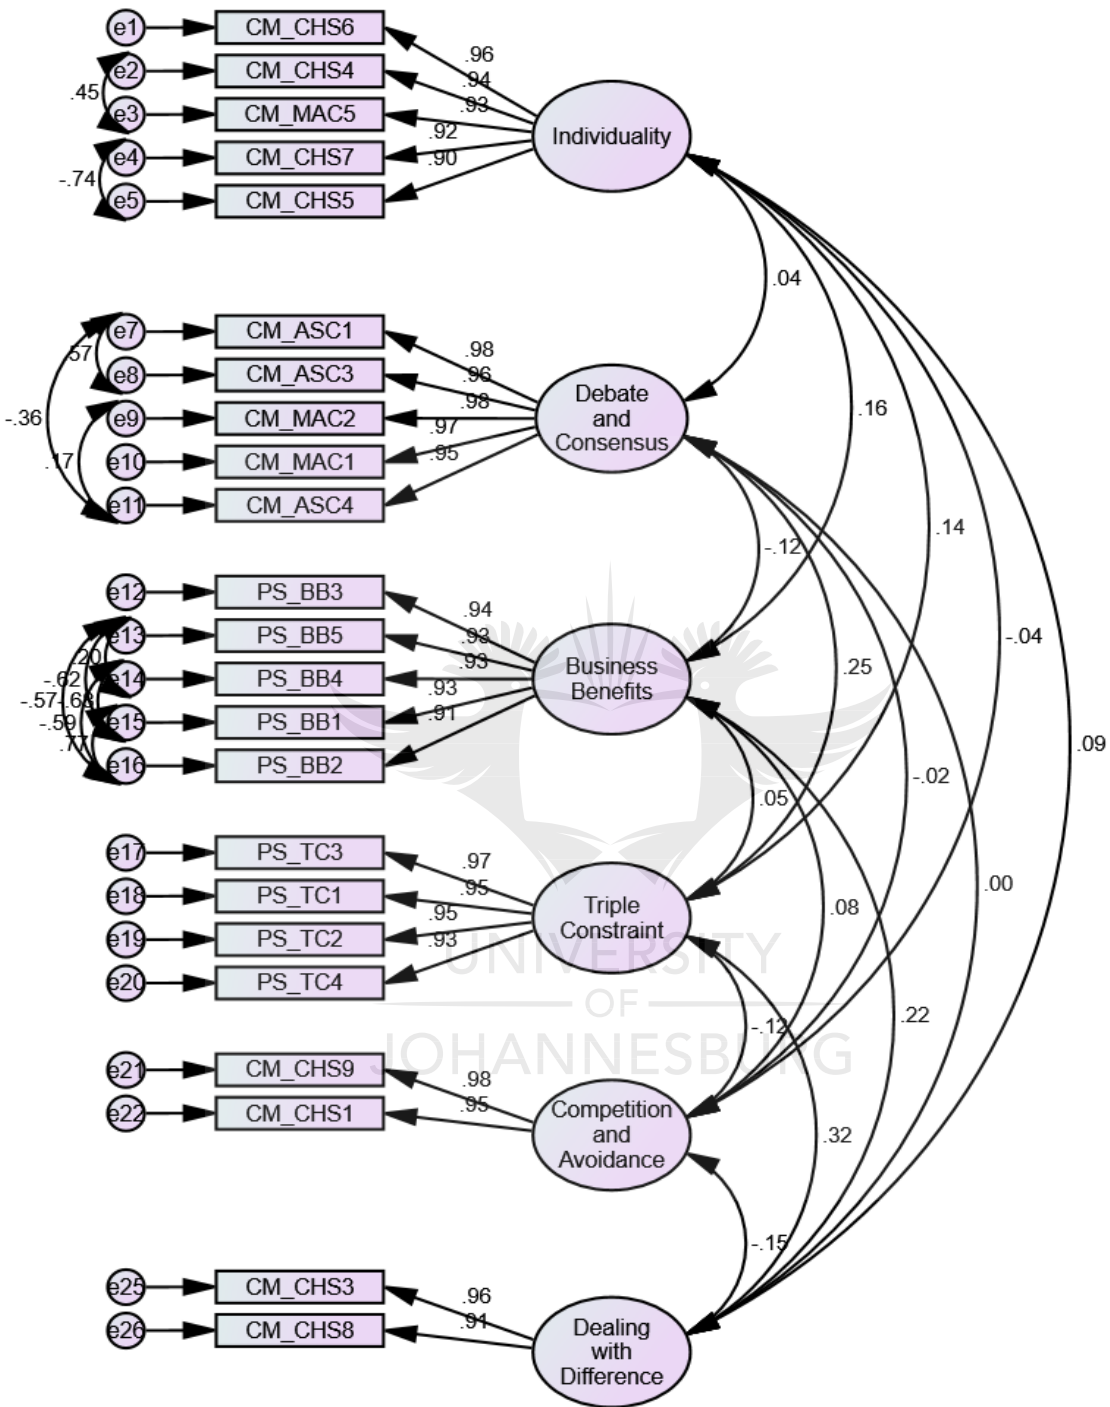 e1 CM_CHS6
.96
e2 CM_CHS4
.94
.45
.93
e3 CM_MAC5
.92
Individuality
e4 CM_CHS7
.90
-.74
e5 CM_CHS5
.04
e7 CM_ASC1
.98
.57
e8 CM_ASC3
.96
Debate
and
Consensus
.98
-.36
e9 CM_MAC2
.16
.97
.17
e10 CM_MAC1
.95
e11 CM_ASC4
.14
-.12
e12 PS_BB3
.94
e13 PS_BB5
.93
-.04
.20
.93
Business
Benefits
-.62
e14 PS_BB4
.25
.93
-.57
-.68
.91
-.59
e15 PS_BB1
.77
.09
e16 PS_BB2
-.02
.05
e17 PS_TC3
.97
e18 PS_TC1
.95
.00
.95
Triple
Constraint
.08
e19 PS_TC2
.93
UNIVERSITY
e20 PS_TC4
OF
.22
-.12
JOHANNESBURG
e21 CM_CHS9
.98
e22 CM_CHS1
.95
Competition
and
Avoidance
.32
-.15
e25 CM_CHS3
.96
e26 CM_CHS8
.91
Dealing
with
Difference